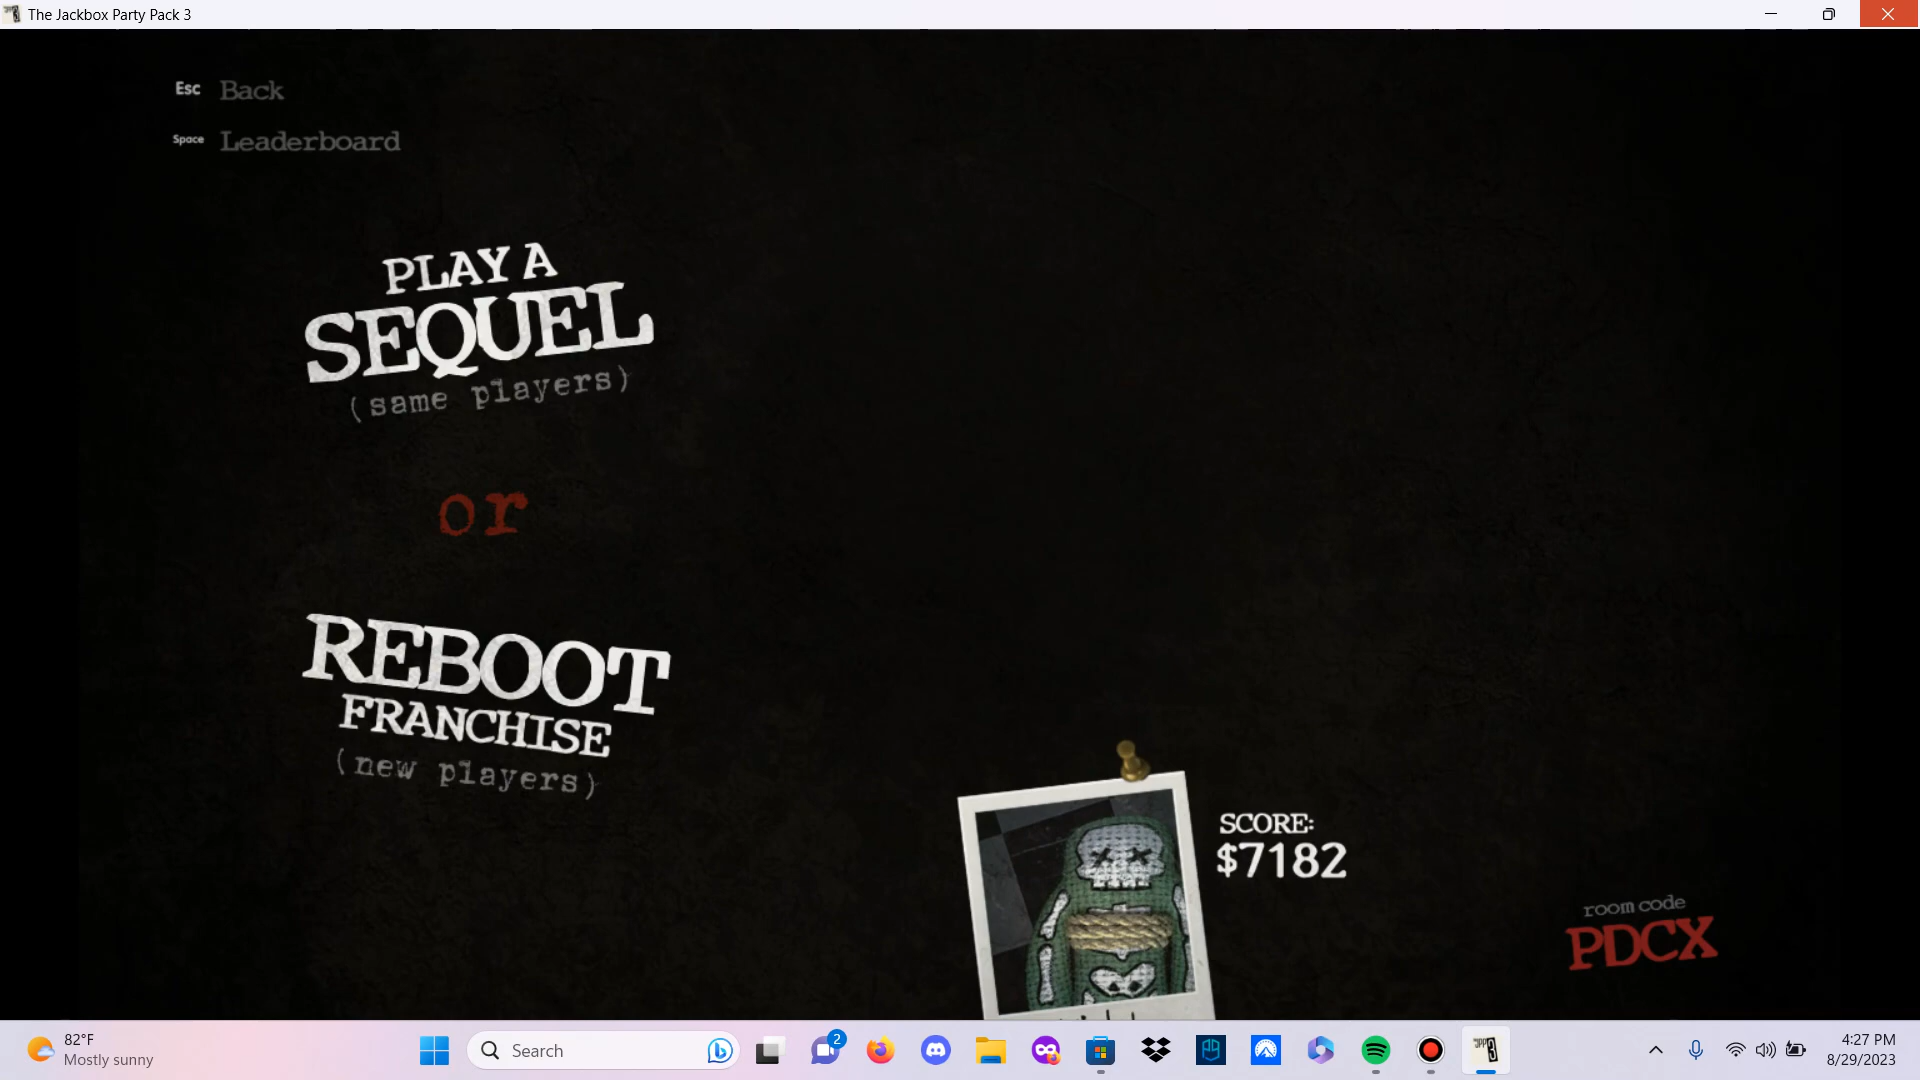 The Jackbox Party Pack 3
Esc Back
Space Leaderboard
PLAY A
SEQUEL
(same players)
or
REBOOT
FRANCHISE
(new players)
SCORE:
$7182
room code
PDCX
82°F
Mostly sunny
Search
2
4:27 PM
8/29/2023